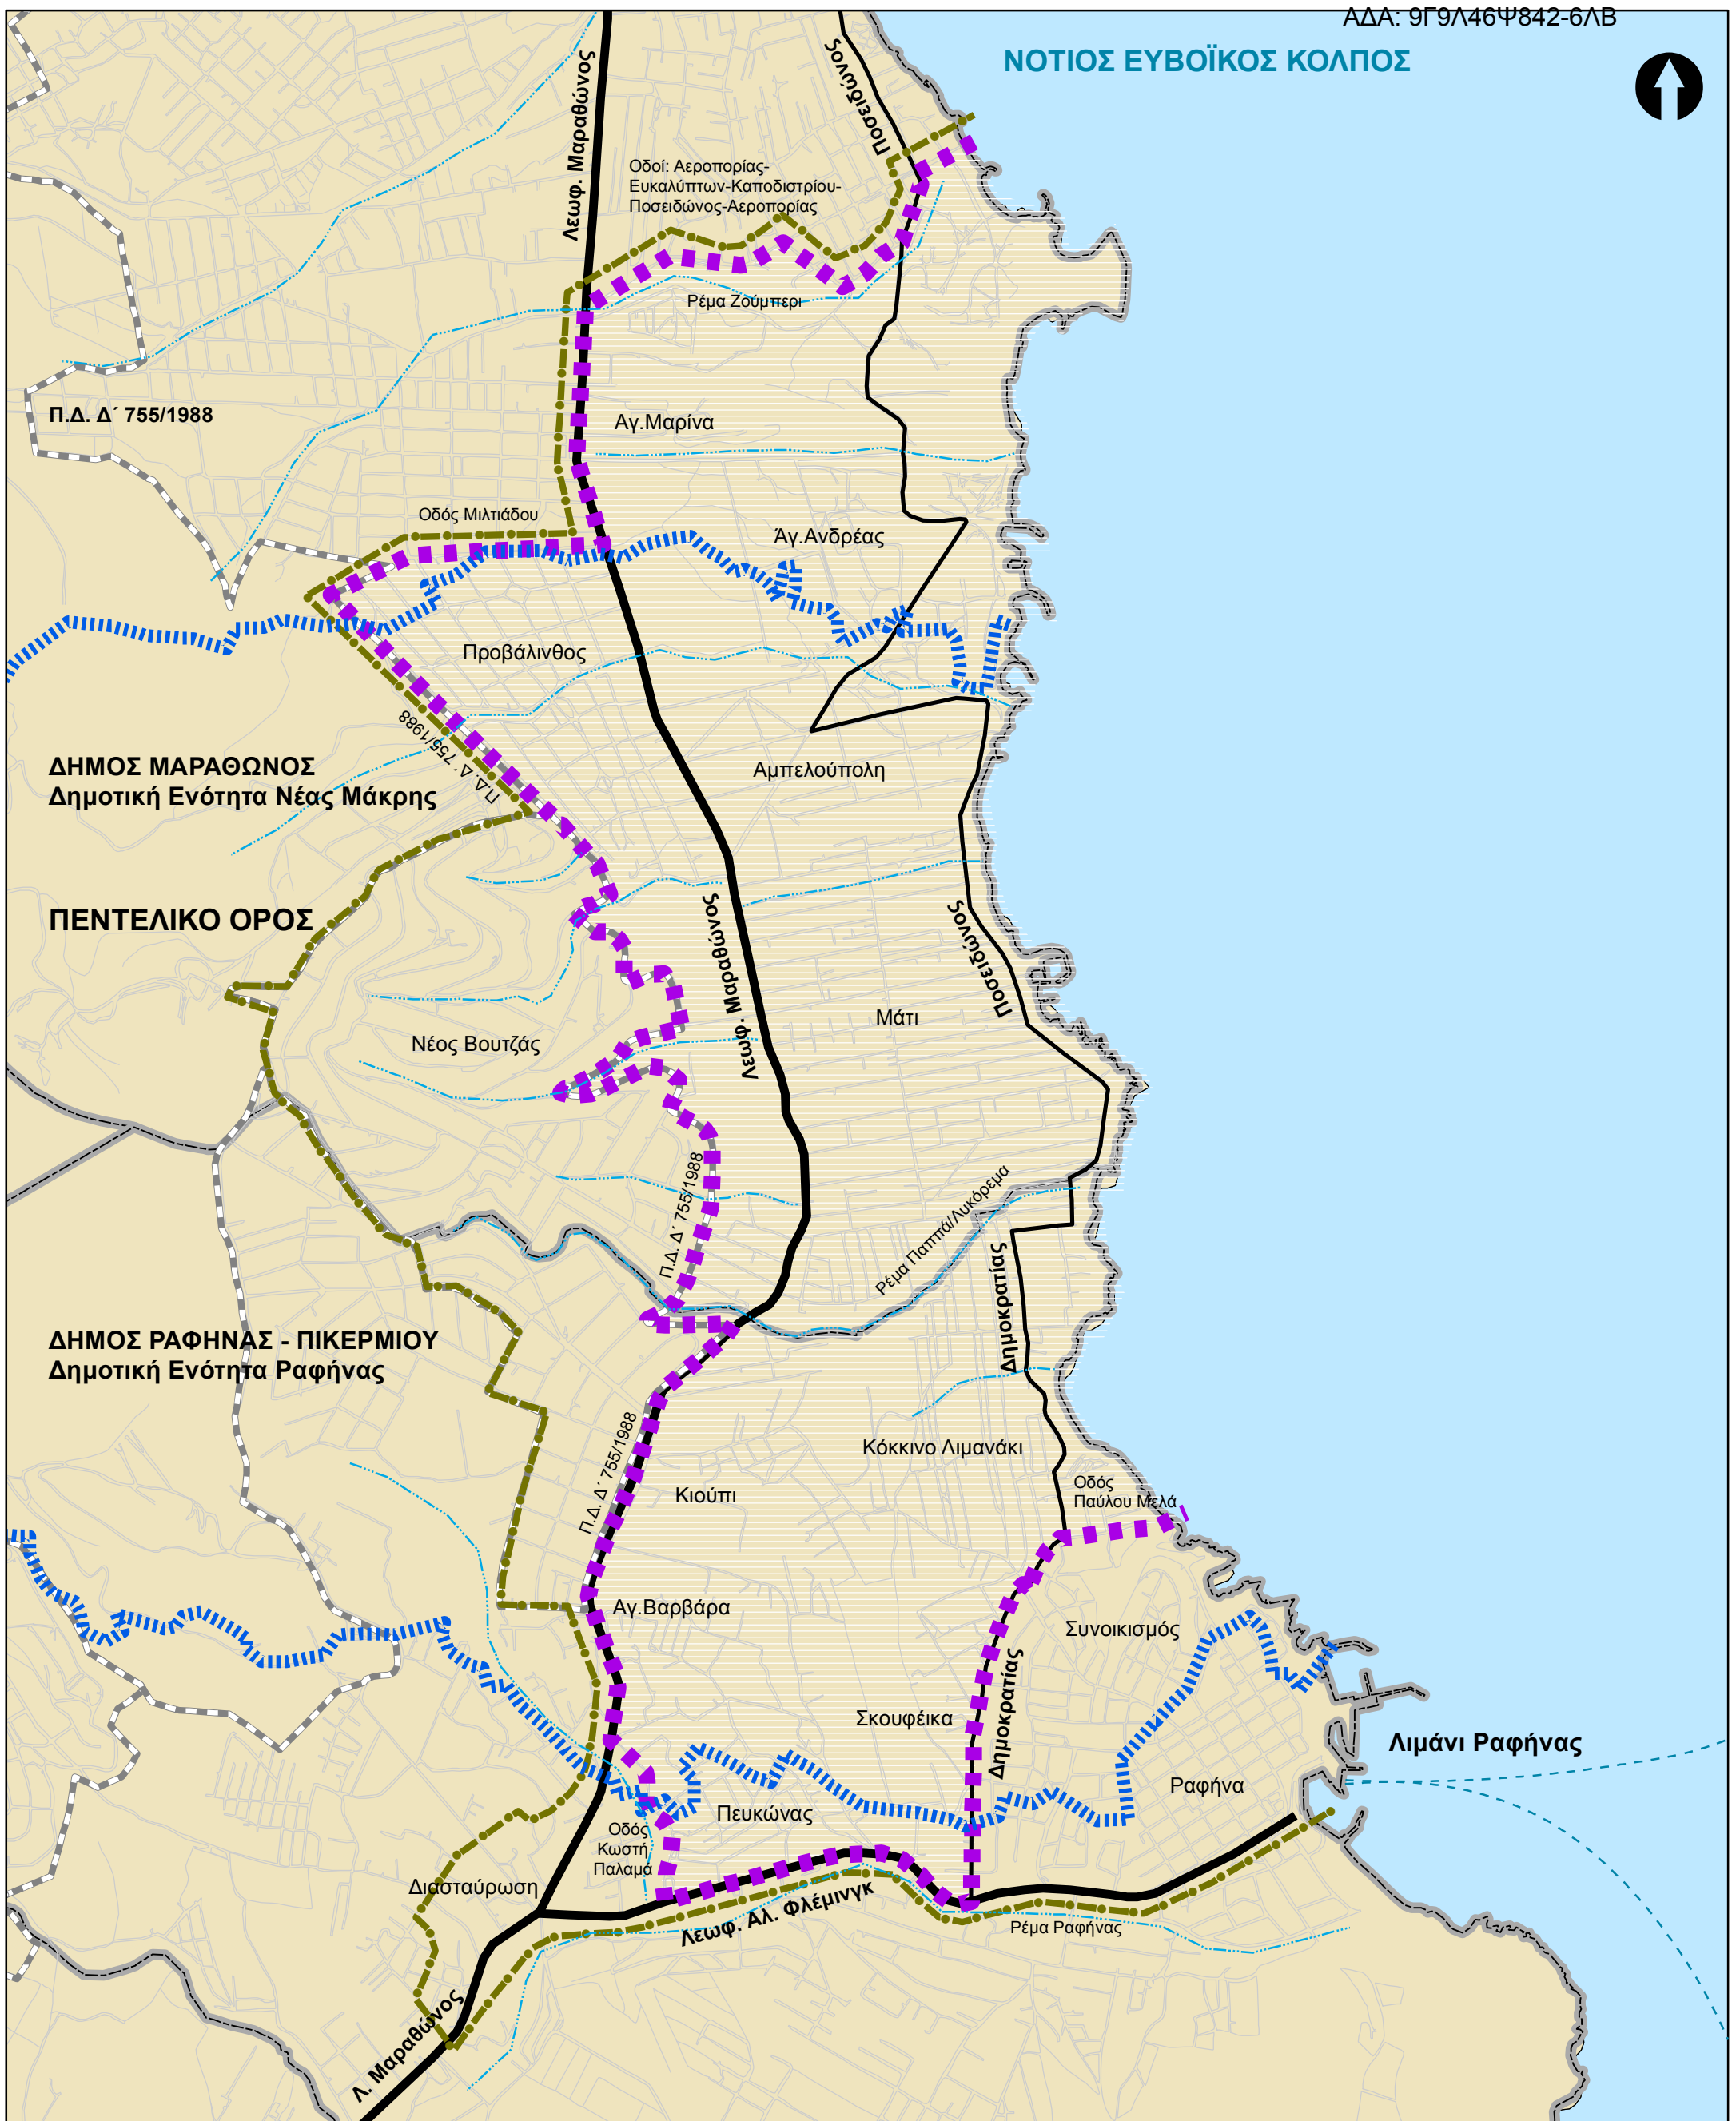 ΑΔΑ: 9Γ9Λ46Ψ842-6ΛΒ
ΝΟΤΙΟΣ ΕΥΒΟΪΚΟΣ ΚΟΛΠΟΣ
Λεωφ. Μαραθώνος
Ποσειδώνος
Οδοί: Αεροπορίας-
Ευκαλύπτων-Καποδιστρίου-
Ποσειδώνος-Αεροπορίας
Ρέμα Ζούμπερι
Π.Δ. Δ΄ 755/1988
Αγ.Μαρίνα
Οδός Μιλτιάδου
Άγ.Ανδρέας
Προβάλινθος
Π.Δ. Δ΄ 755/1988
ΔΗΜΟΣ ΜΑΡΑΘΩΝΟΣ
Δημοτική Ενότητα Νέας Μάκρης
Αμπελούπολη
ΠΕΝΤΕΛΙΚΟ ΟΡΟΣ
Λεωφ. Μαραθώνος
Ποσειδώνος
Μάτι
Νέος Βουτζάς
Π.Δ. Δ΄ 755/1988
Ρέμα Παππά/Λυκόρεμα
Δημοκρατίας
ΔΗΜΟΣ ΡΑΦΗΝΑΣ - ΠΙΚΕΡΜΙΟΥ
Δημοτική Ενότητα Ραφήνας
Π.Δ. Δ΄ 755/1988
Κόκκινο Λιμανάκι
Κιούπι
Οδός
Παύλου Μελά
Αγ.Βαρβάρα
Συνοικισμός
Δημοκρατίας
Σκουφέικα
Λιμάνι Ραφήνας
Ραφήνα
Πευκώνας
Οδός
Κωστή
Παλαμά
Διασταύρωση
Λεωφ. Αλ. Φλέμινγκ
Ρέμα Ραφήνας
Λ. Μαραθώνος